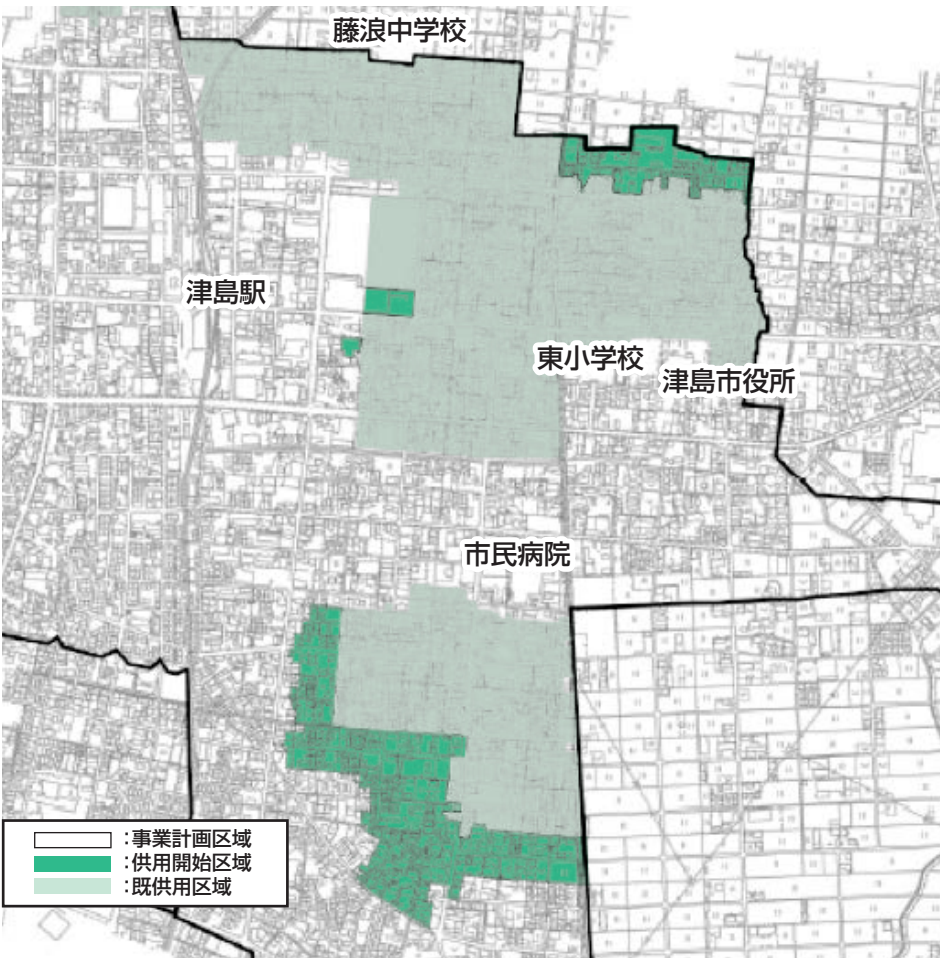 藤浪中学校
津島駅
東小学校
津島市役所
市民病院
：事業計画区域
：供用開始区域
：既供用区域